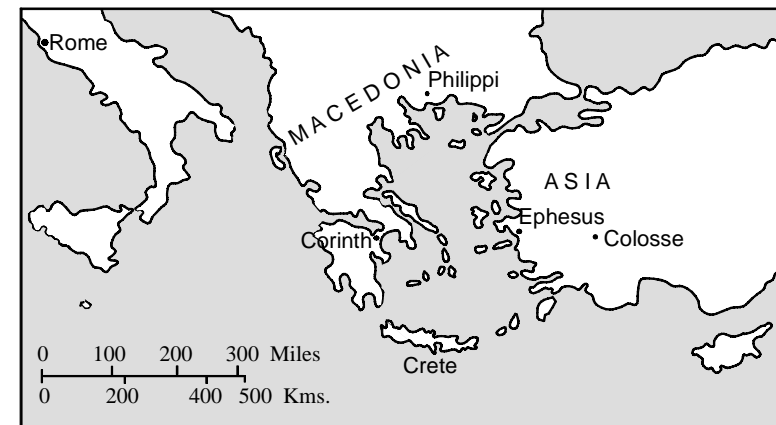 Rome
MACEDONIA
Philippi
ASIA
Ephesus
Corinth
Colosse
0 100 200 300 Miles
Crete
0 200 400 500 Kms.